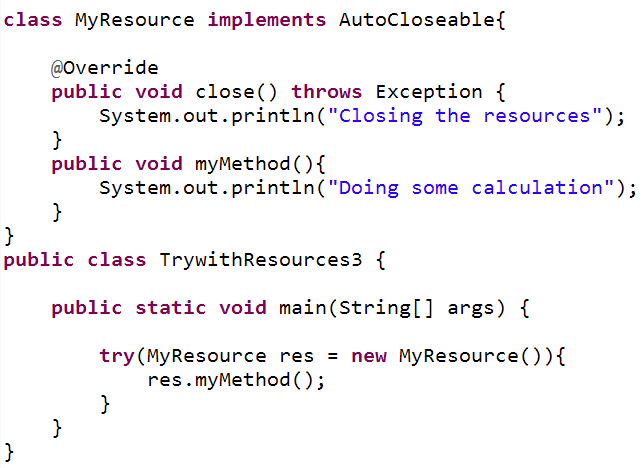 class MyResource implements AutoCloseable{
@Override
public void close() throws Exception {
System.out.println("Closing the resources");
}
public void myMethod(){
System.out.println("Doing some calculation");
}
}
public class TrywithResources3 {
public static void main(String[] args) {
try(MyResource res = new MyResource()){
res.myMethod();
}
}
}